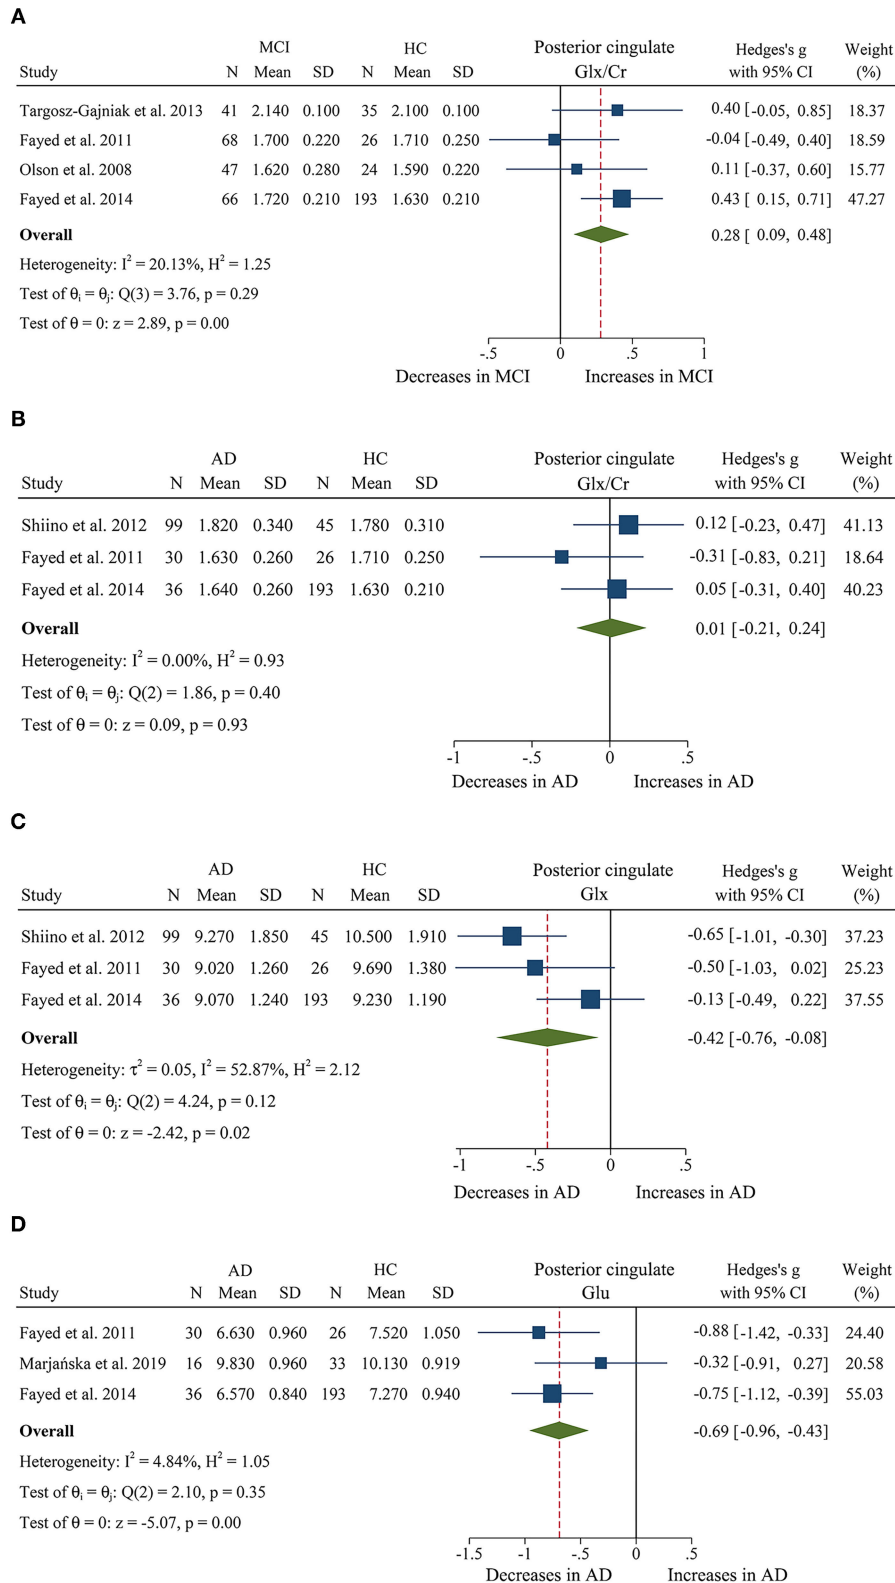 A
MCI HC Posterior cingulate Hedges's g Weight
Study N Mean SD N Mean SD Glx/Cr with 95% CI (%)
Targosz-Gajniak et al. 2013 41 2.140 0.100 35 2.100 0.100 0.40 [-0.05, 0.85] 18.37
Fayed et al. 2011 68 1.700 0.220 26 1.710 0.250 -0.04 [-0.49, 0.40] 18.59
Olson et al. 2008 47 1.620 0.280 24 1.590 0.220 0.11 [-0.37, 0.60] 15.77
Fayed et al. 2014 66 1.720 0.210 193 1.630 0.210 0.43 [ 0.15, 0.71] 47.27
Overall 0.28 [ 0.09, 0.48]
Heterogeneity: I² = 20.13%, H² = 1.25
Test of θi = θj: Q(3) = 3.76, p = 0.29
Test of θ = 0: z = 2.89, p = 0.00
-.5 0 .5 1
Decreases in MCI Increases in MCI
B
AD HC Posterior cingulate Hedges's g Weight
Study N Mean SD N Mean SD Glx/Cr with 95% CI (%)
Shiino et al. 2012 99 1.820 0.340 45 1.780 0.310 0.12 [-0.23, 0.47] 41.13
Fayed et al. 2011 30 1.630 0.260 26 1.710 0.250 -0.31 [-0.83, 0.21] 18.64
Fayed et al. 2014 36 1.640 0.260 193 1.630 0.210 0.05 [-0.31, 0.40] 40.23
Overall 0.01 [-0.21, 0.24]
Heterogeneity: I² = 0.00%, H² = 0.93
Test of θi = θj: Q(2) = 1.86, p = 0.40
Test of θ = 0: z = 0.09, p = 0.93
-1 -.5 0 .5
Decreases in AD Increases in AD
C
AD HC Posterior cingulate Hedges's g Weight
Study N Mean SD N Mean SD Glx with 95% CI (%)
Shiino et al. 2012 99 9.270 1.850 45 10.500 1.910 -0.65 [-1.01, -0.30] 37.23
Fayed et al. 2011 30 9.020 1.260 26 9.690 1.380 -0.50 [-1.03, 0.02] 25.23
Fayed et al. 2014 36 9.070 1.240 193 9.230 1.190 -0.13 [-0.49, 0.22] 37.55
Overall -0.42 [-0.76, -0.08]
Heterogeneity: τ² = 0.05, I² = 52.87%, H² = 2.12
Test of θi = θj: Q(2) = 4.24, p = 0.12
Test of θ = 0: z = -2.42, p = 0.02
-1 -.5 0 .5
Decreases in AD Increases in AD
D
AD HC Posterior cingulate Hedges's g Weight
Study N Mean SD N Mean SD Glu with 95% CI (%)
Fayed et al. 2011 30 6.630 0.960 26 7.520 1.050 -0.88 [-1.42, -0.33] 24.40
Marjańska et al. 2019 16 9.830 0.960 33 10.130 0.919 -0.32 [-0.91, 0.27] 20.58
Fayed et al. 2014 36 6.570 0.840 193 7.270 0.940 -0.75 [-1.12, -0.39] 55.03
Overall -0.69 [-0.96, -0.43]
Heterogeneity: I² = 4.84%, H² = 1.05
Test of θi = θj: Q(2) = 2.10, p = 0.35
Test of θ = 0: z = -5.07, p = 0.00
-1.5 -1 -.5 0 .5
Decreases in AD Increases in AD